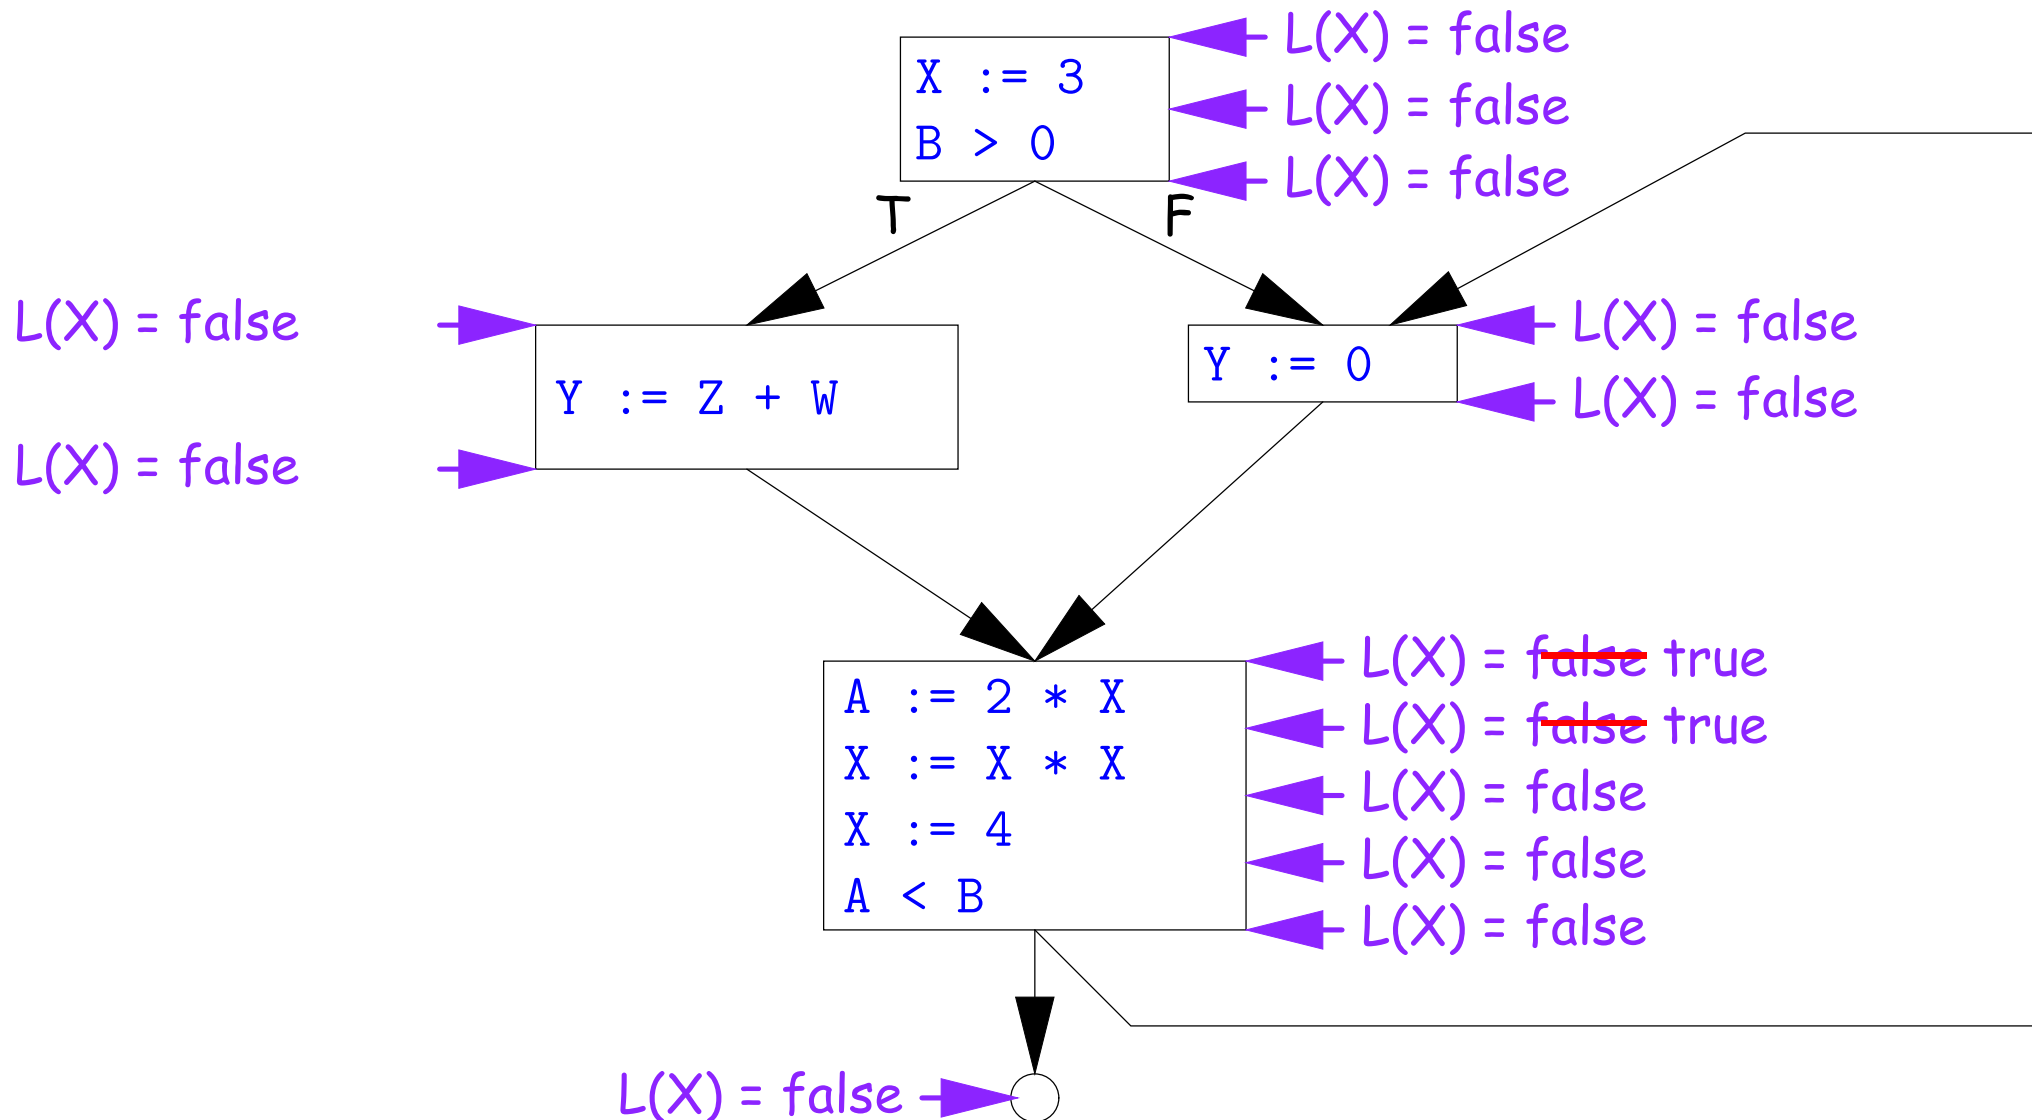 L(X) = false
X := 3
L(X) = false
B > 0
L(X) = false
T
F
L(X) = false
L(X) = false
Y := Z + W
Y := 0
L(X) = false
L(X) = false
L(X) = false true
A := 2 * X
L(X) = false true
X := X * X
L(X) = false
X := 4
L(X) = false
A < B
L(X) = false
L(X) = false